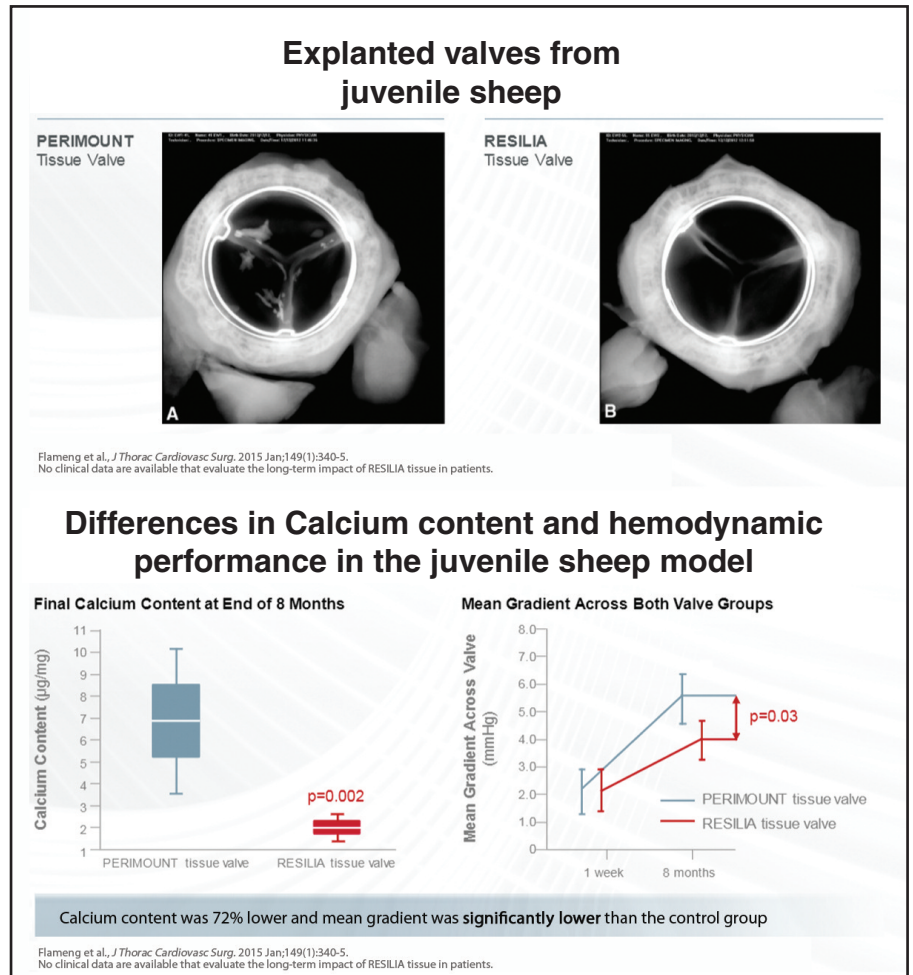 Explanted valves from
juvenile sheep
PERIMOUNT
Tissue Valve
RESILIA
Tissue Valve
A
B
Flameng et al., J Thorac Cardiovasc Surg. 2015 Jan;149(1):340-5.
No clinical data are available that evaluate the long-term impact of RESILIA tissue in patients.
Differences in Calcium content and hemodynamic
performance in the juvenile sheep model
Final Calcium Content at End of 8 Months
Calcium Content (µg/mg)
11
10
9
8
7
6
5
4
3
2
1
p=0.002
PERIMOUNT tissue valve
RESILIA tissue valve
Mean Gradient Across Both Valve Groups
Mean Gradient Across Valve
(mmHg)
8.0
7.0
6.0
5.0
4.0
3.0
2.0
1.0
0
p=0.03
PERIMOUNT tissue valve
RESILIA tissue valve
1 week
8 months
Calcium content was 72% lower and mean gradient was significantly lower than the control group
Flameng et al., J Thorac Cardiovasc Surg. 2015 Jan;149(1):340-5.
No clinical data are available that evaluate the long-term impact of RESILIA tissue in patients.